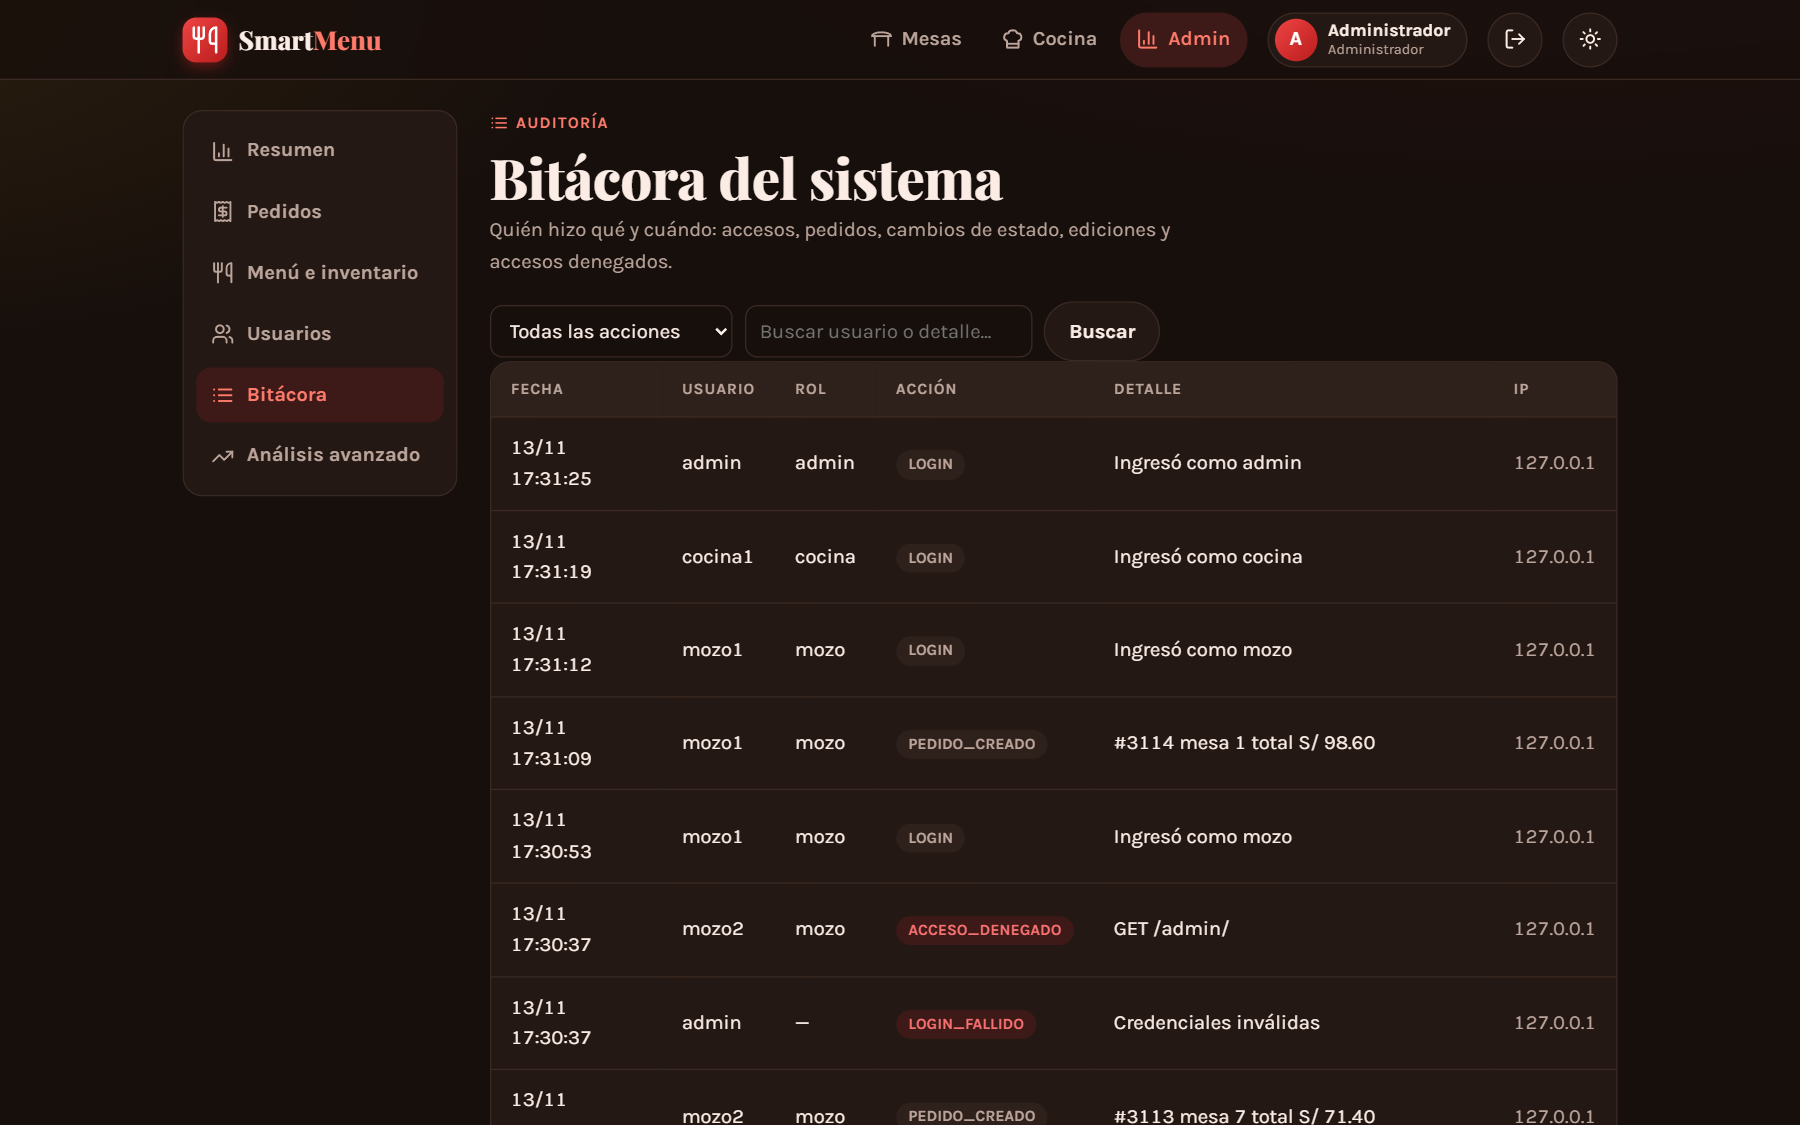 SmartMenu
Mesas
Cocina
Admin
A
Administrador
Administrador
Resumen
Pedidos
Menú e inventario
Usuarios
Bitácora
Análisis avanzado
AUDITORÍA
Bitácora del sistema
Quién hizo qué y cuándo: accesos, pedidos, cambios de estado, ediciones y
accesos denegados.
Todas las acciones
Buscar usuario o detalle...
Buscar
FECHA USUARIO ROL ACCIÓN DETALLE IP
13/11
17:31:25 admin admin LOGIN Ingresó como admin 127.0.0.1
13/11
17:31:19 cocina1 cocina LOGIN Ingresó como cocina 127.0.0.1
13/11
17:31:12 mozo1 mozo LOGIN Ingresó como mozo 127.0.0.1
13/11
17:31:09 mozo1 mozo PEDIDO_CREADO #3114 mesa 1 total S/ 98.60 127.0.0.1
13/11
17:30:53 mozo1 mozo LOGIN Ingresó como mozo 127.0.0.1
13/11
17:30:37 mozo2 mozo ACCESO_DENEGADO GET /admin/ 127.0.0.1
13/11
17:30:37 admin — LOGIN_FALLIDO Credenciales inválidas 127.0.0.1
13/11
mozo2 mozo PEDIDO_CREADO #3113 mesa 7 total S/ 71.40 127.0.0.1